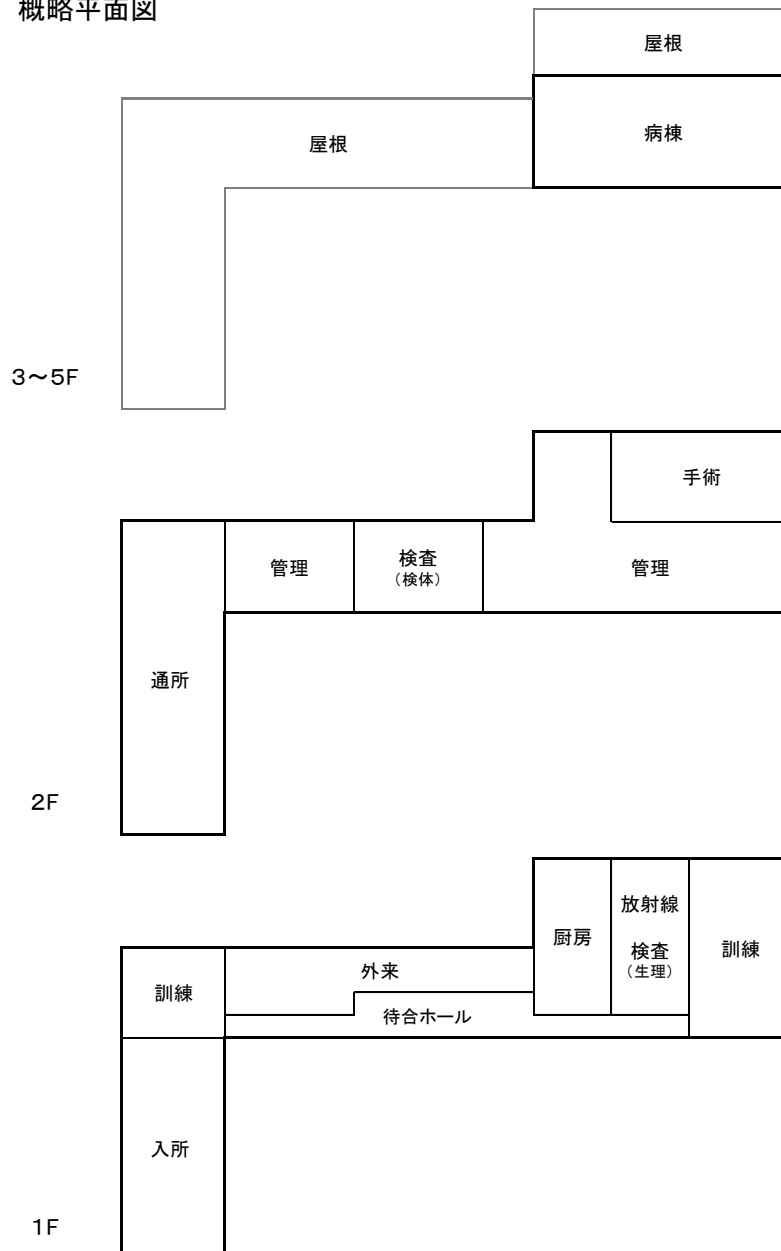 概略平面図
屋根
屋根
病棟
3～5F
手術
管理
検査
（検体）
管理
通所
2F
放射線
厨房
検査
（生理）
訓練
外来
訓練
待合ホール
入所
1F